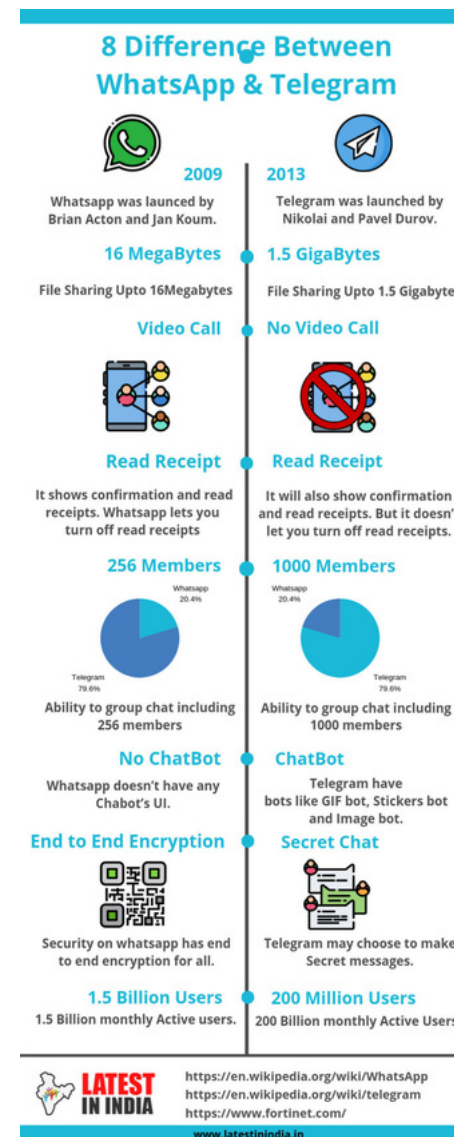 8 Difference Between
WhatsApp & Telegram
2009
2013
Whatsapp was launced by
Brian Acton and Jan Koum.
Telegram was launched by
Nikolai and Pavel Durov.
16 MegaBytes
1.5 GigaBytes
File Sharing Upto 16Megabytes
File Sharing Upto 1.5 Gigabyte
Video Call
No Video Call
Read Receipt
Read Receipt
It shows confirmation and read
receipts. Whatsapp lets you
turn off read receipts
It will also show confirmation
and read receipts. But it doesn'
let you turn off read receipts.
256 Members
1000 Members
Whatsapp
20.4%
Telegram
79.6%
Whatsapp
20.4%
Telegram
79.6%
Ability to group chat including
256 members
Ability to group chat including
1000 members
No ChatBot
ChatBot
Whatsapp doesn't have any
Chabot's UI.
Telegram have
bots like GIF bot, Stickers bot
and Image bot.
End to End Encryption
Secret Chat
Security on whatsapp has end
to end encryption for all.
Telegram may choose to make
Secret messages.
1.5 Billion Users
200 Million Users
1.5 Billion monthly Active users.
200 Billion monthly Active Users
LATEST
IN INDIA
https://en.wikipedia.org/wiki/WhatsApp
https://en.wikipedia.org/wiki/telegram
https://www.fortinet.com/
www.latestinindia.in